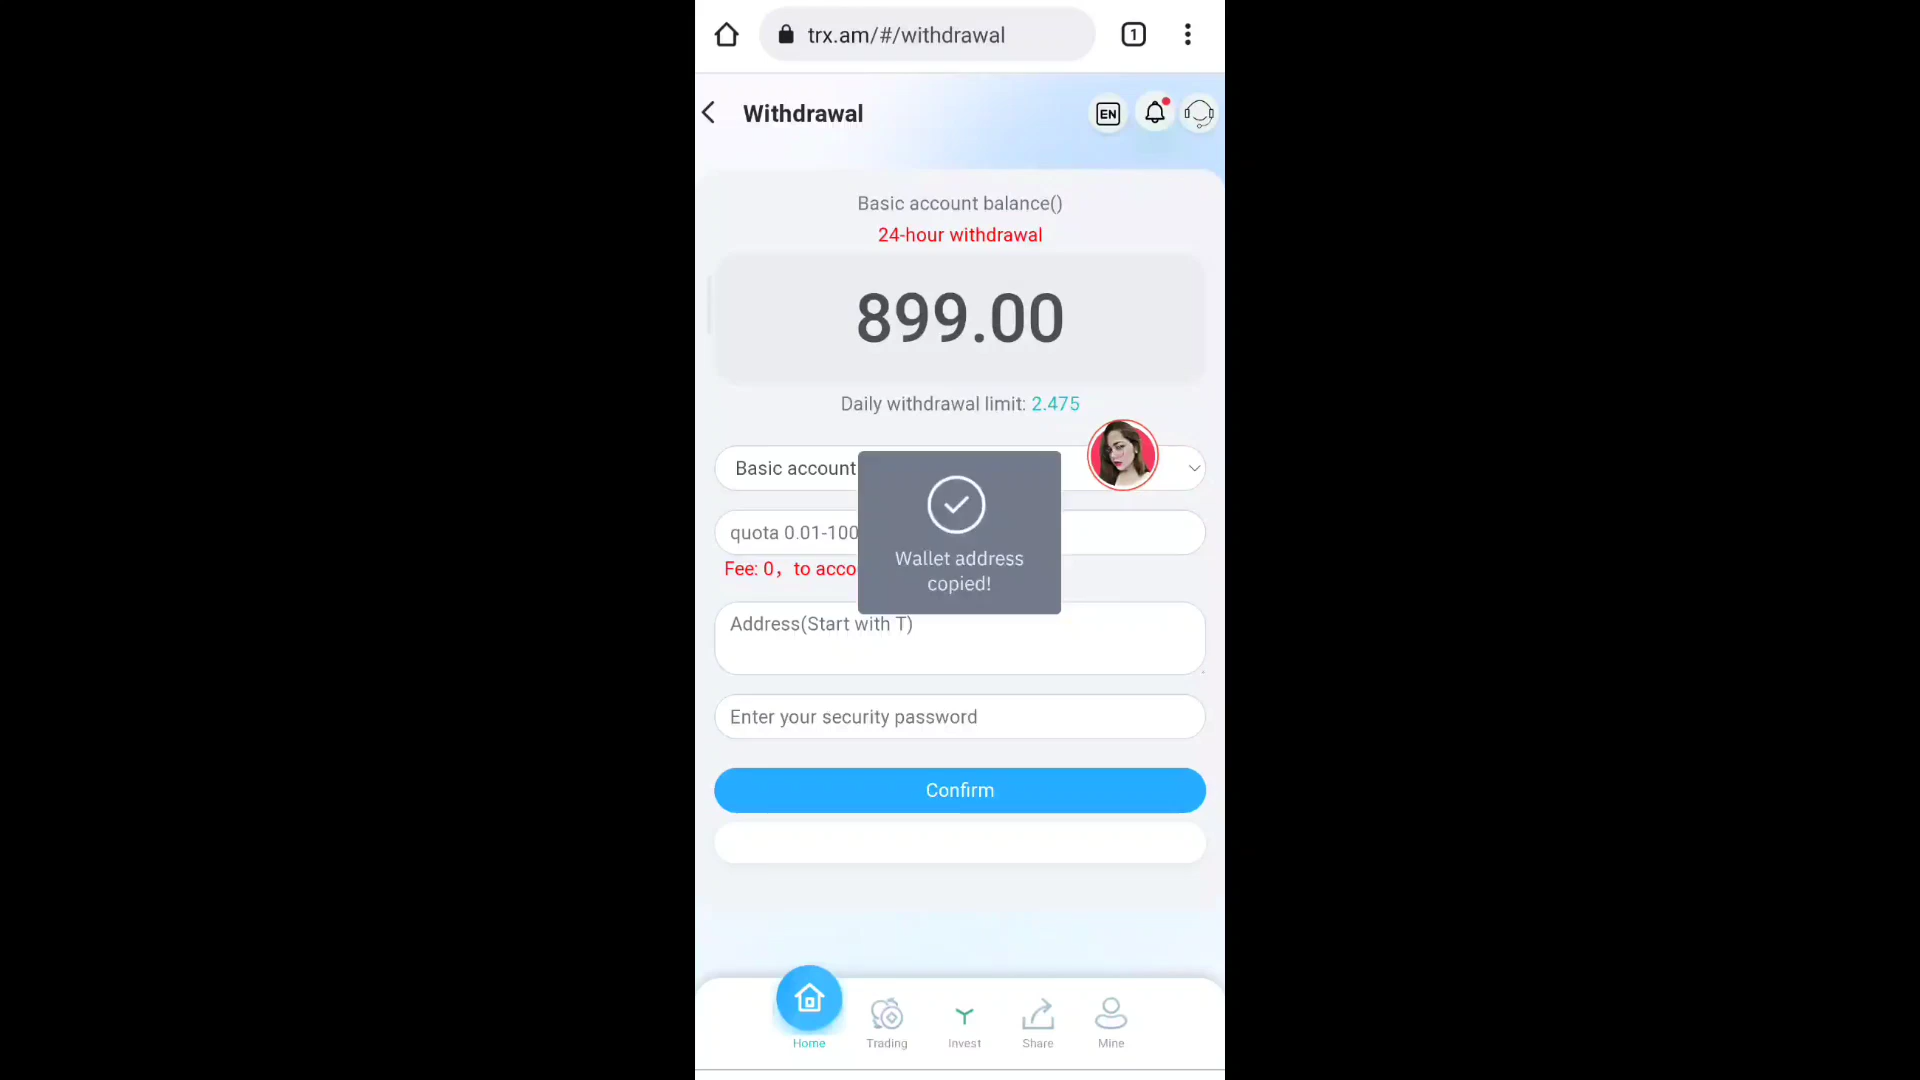 1
trx.am/#/withdrawal
Withdrawal
EN
Basic account balance()
24-hour withdrawal
899.00
Daily withdrawal limit: 2.475
Basic account
quota 0.01-100
Fee: 0， to acco
Wallet address
copied!
Address(Start with T)
Enter your security password
Confirm
Home
Trading
Invest
Share
Mine